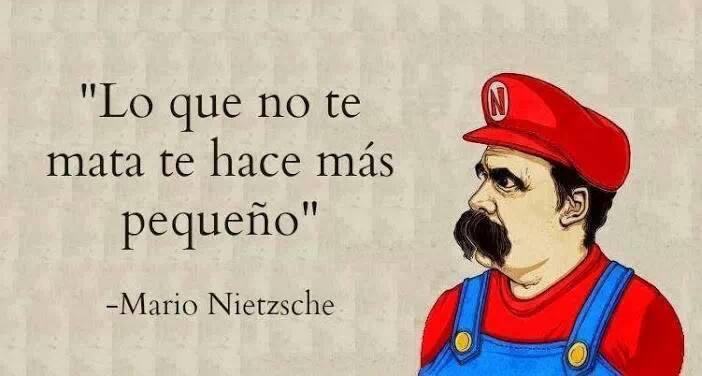 "Lo que no te
mata te hace más
pequeño"
-Mario Nietzsche
N